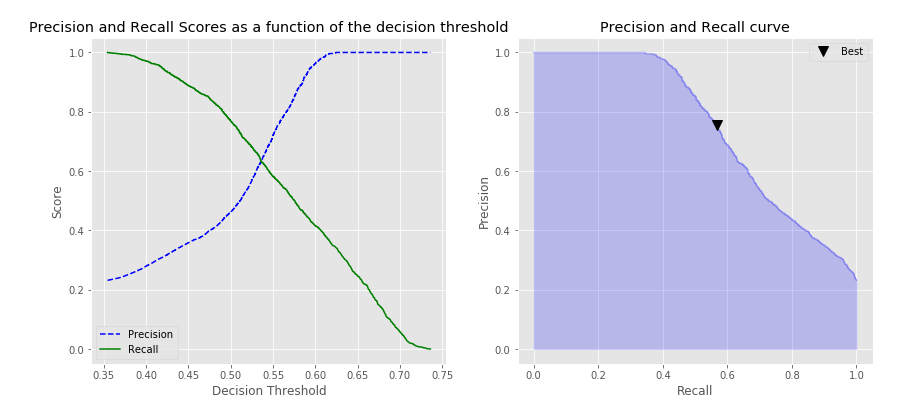 Precision and Recall Scores as a function of the decision threshold
1.0
0.8
0.6
0.4
0.2
0.0
Score
Precision
Recall
0.35 0.40 0.45 0.50 0.55 0.60 0.65 0.70 0.75
Decision Threshold
Precision and Recall curve
Best
1.0
0.8
0.6
0.4
0.2
0.0
Precision
0.0 0.2 0.4 0.6 0.8 1.0
Recall